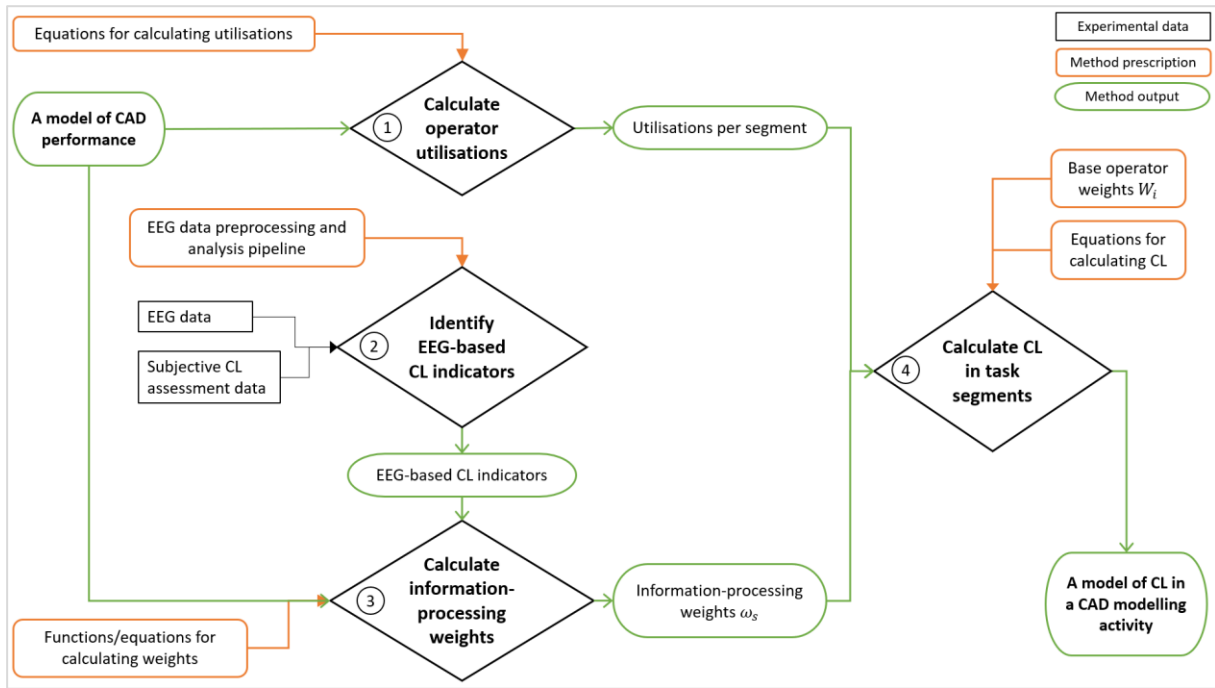 Equations for calculating utilisations
Experimental data
Method prescription
Method output
A model of CAD
performance
1
Calculate
operator
utilisations
Utilisations per segment
Base operator
weights W_i
Equations for
calculating CL
EEG data preprocessing and
analysis pipeline
EEG data
Subjective CL
assessment data
2
Identify
EEG-based
CL indicators
4
Calculate CL
in task
segments
EEG-based CL indicators
3
Calculate
information-
processing
weights
Information-processing
weights ω_s
Functions/equations for
calculating weights
A model of CL in
a CAD modelling
activity